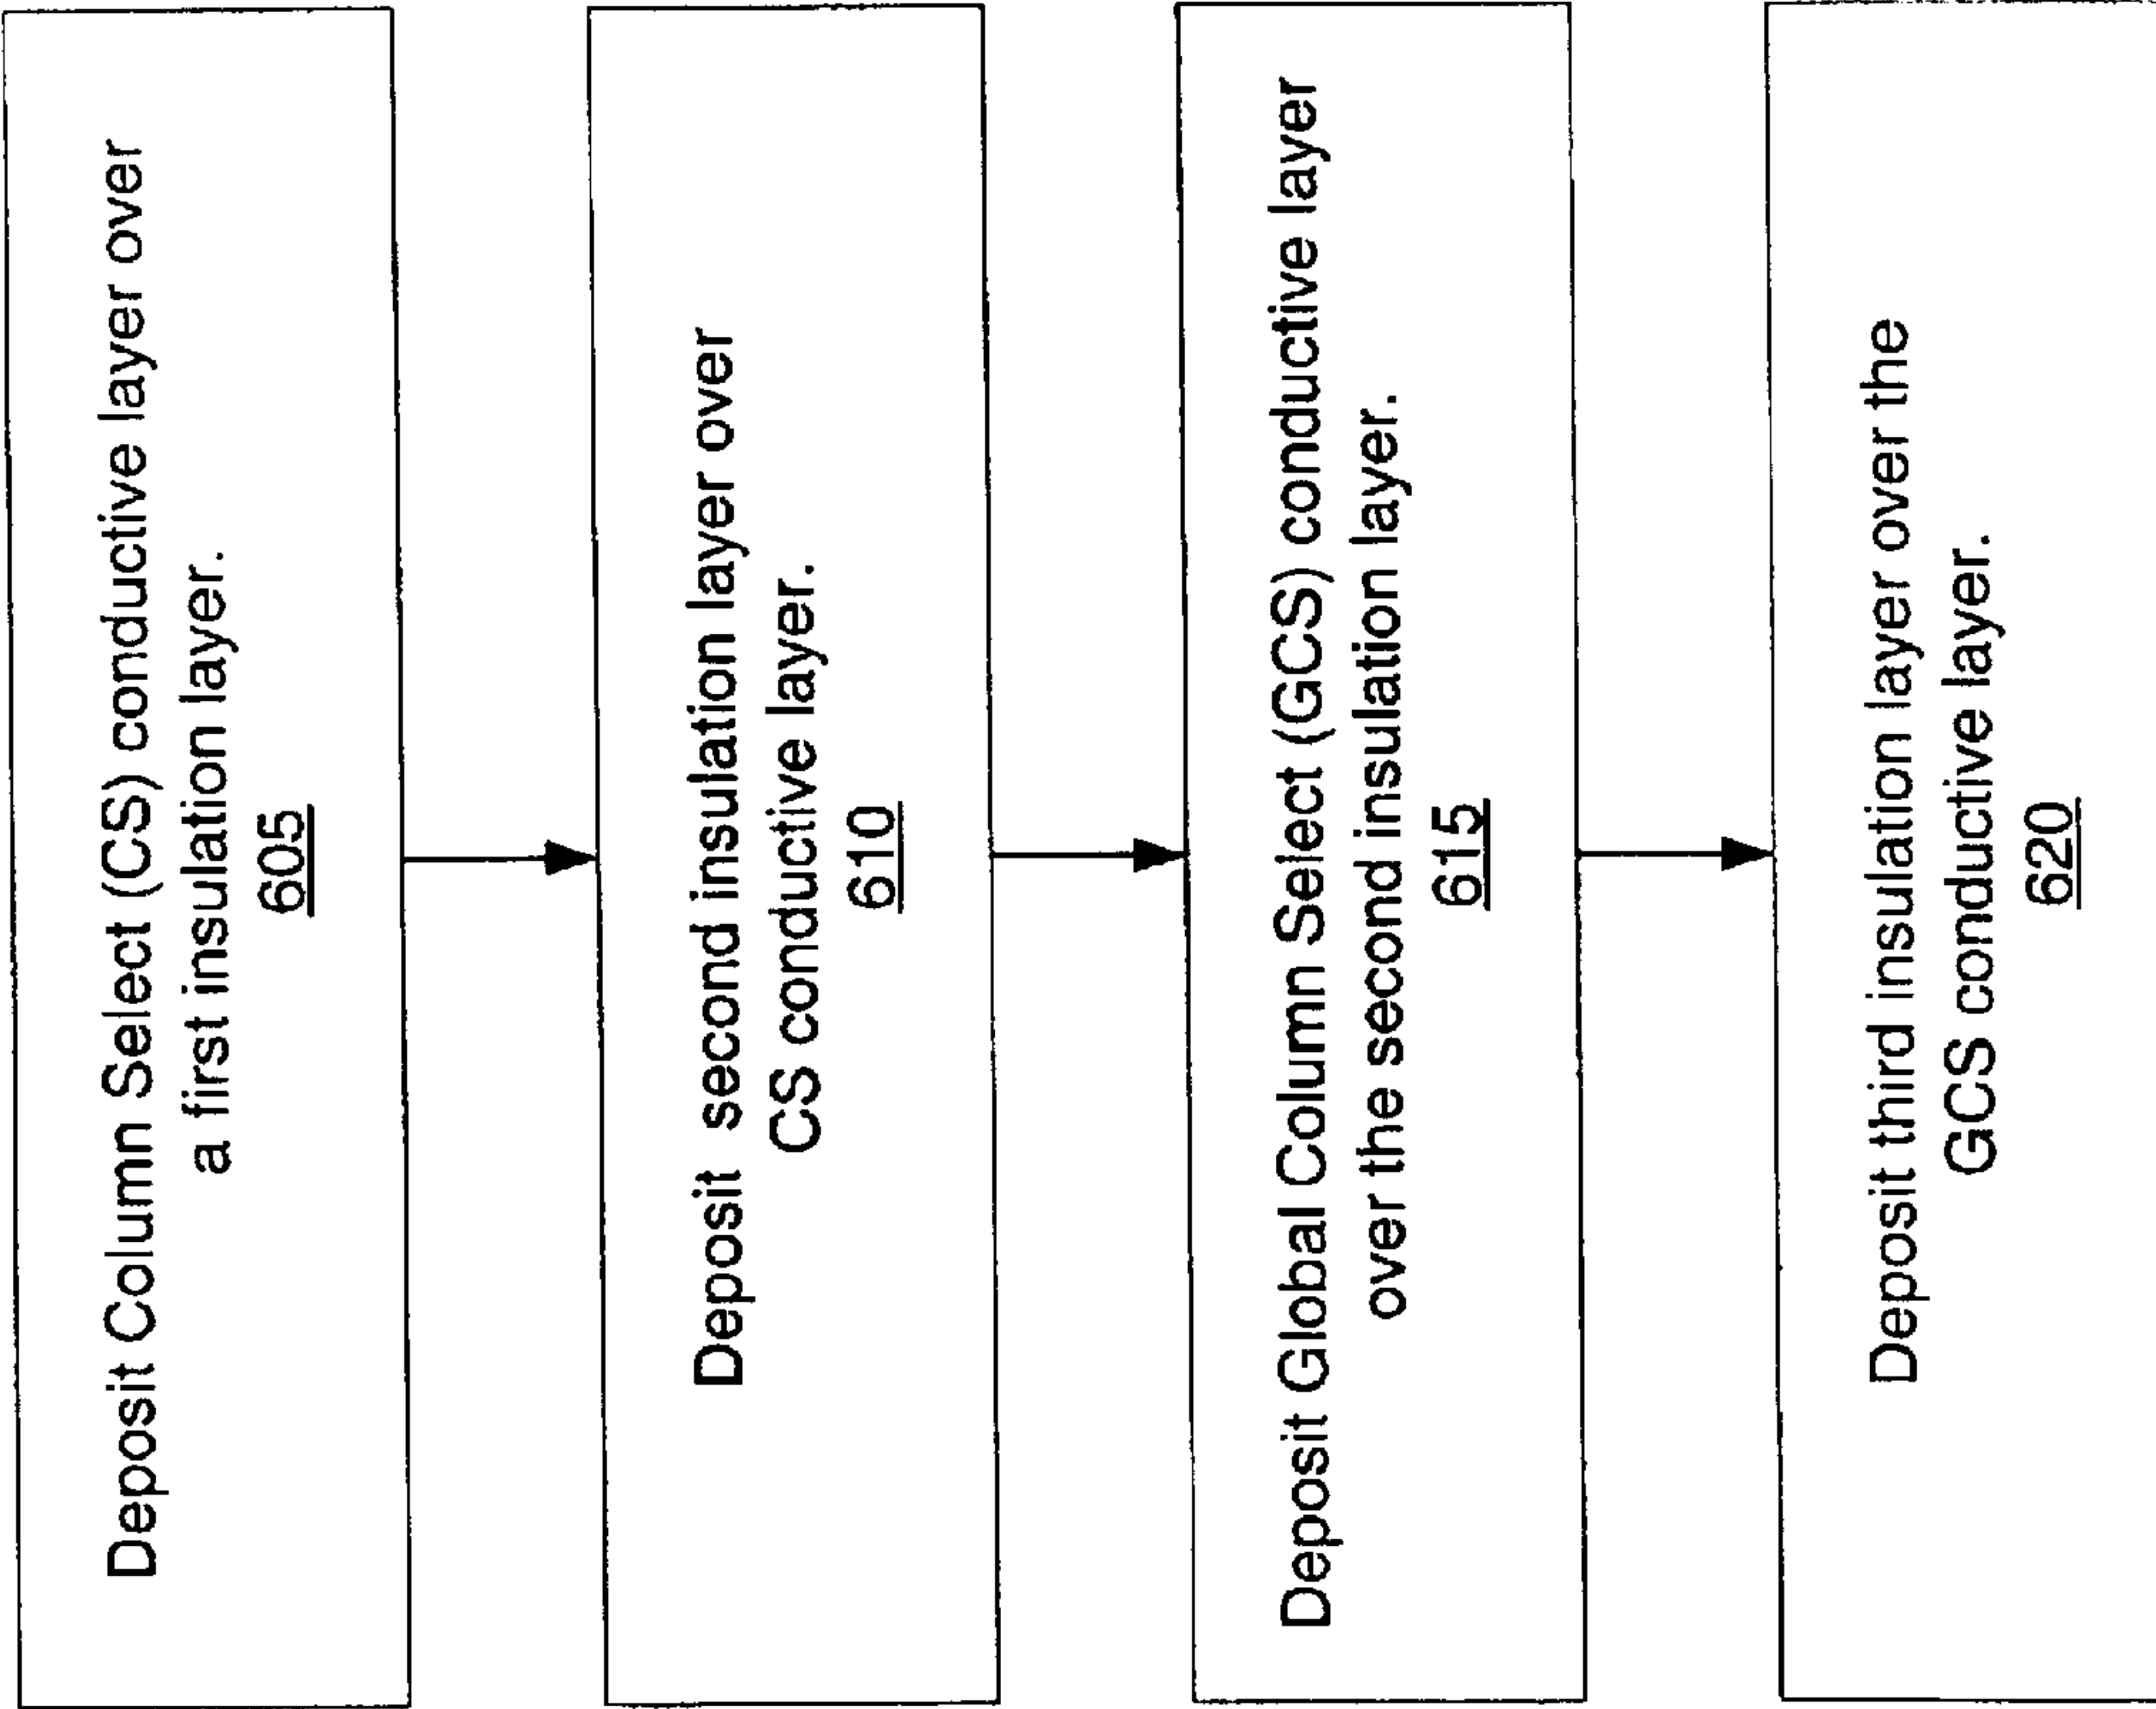 Deposit Column Select (CS) conductive layer over
a first insulation layer.
605
Deposit second insulation layer over
CS conductive layer.
610
Deposit Global Column Select (GCS) conductive layer
over the second insulation layer.
615
Deposit third insulation layer over the
GCS conductive layer.
620